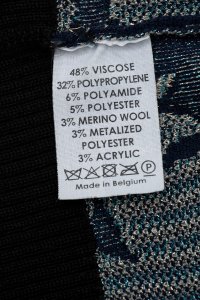 48% VISCOSE
32% POLYPROPYLENE
6% POLYAMIDE
5% POLYESTER
3% MERINO WOOL
3% METALIZED
POLYESTER
3% ACRYLIC
P
Made in Belgium